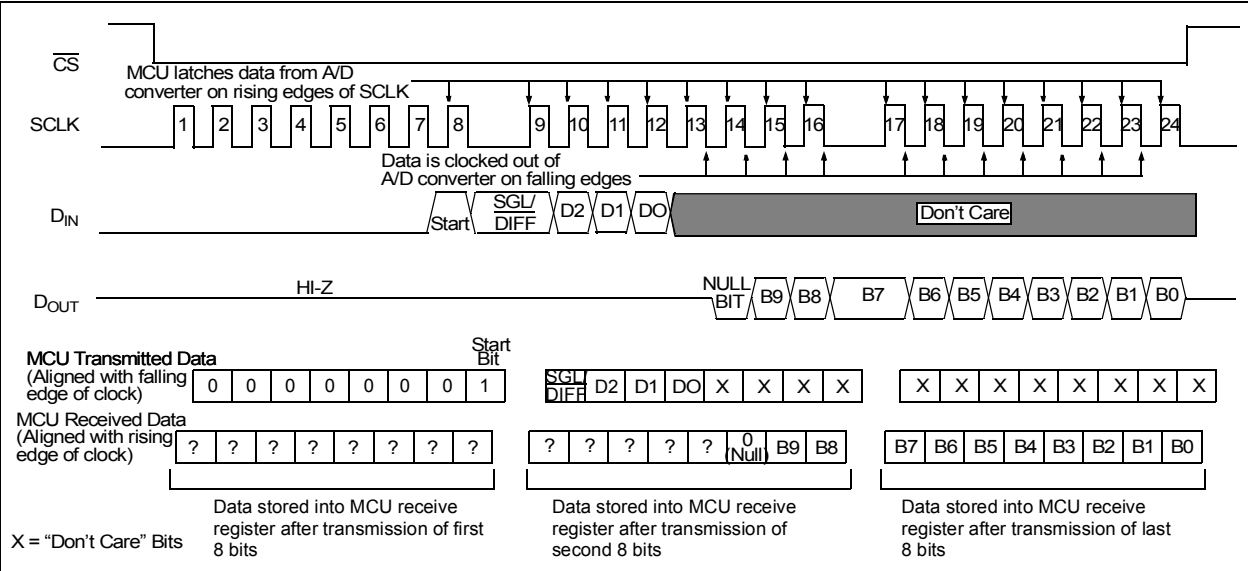 CS
MCU latches data from A/D
converter on rising edges of SCLK
SCLK
1 2 3 4 5 6 7 8 9 10 11 12 13 14 15 16 17 18 19 20 21 22 23 24
Data is clocked out of
A/D converter on falling edges
DIN
Start
SGL/
DIFF
D2 D1 DO
Don't Care
DOUT
HI-Z
NULL
BIT
B9 B8 B7 B6 B5 B4 B3 B2 B1 B0
MCU Transmitted Data
(Aligned with falling
edge of clock)
Start
Bit
0 0 0 0 0 0 0 1
SGL/
DIFF
D2 D1 DO X X X X
X X X X X X X X
MCU Received Data
(Aligned with rising
edge of clock)
? ? ? ? ? ? ? ?
? ? ? ? ? 0
(Null)
B9 B8
B7 B6 B5 B4 B3 B2 B1 B0
Data stored into MCU receive
register after transmission of first
8 bits
Data stored into MCU receive
register after transmission of
second 8 bits
Data stored into MCU receive
register after transmission of last
8 bits
X = “Don’t Care” Bits